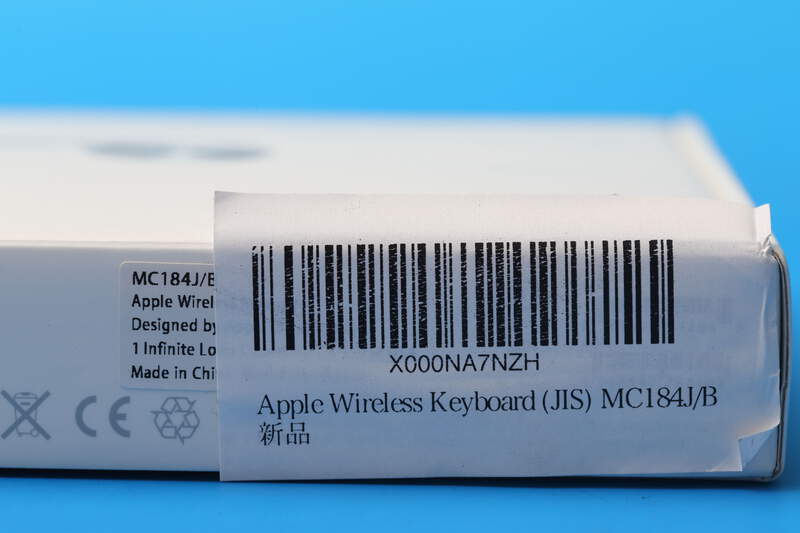 MC184J/B
Apple Wirel
Designed by
1 Infinite Lo
Made in Chi
CE
X000NA7NZH
Apple Wireless Keyboard (JIS) MC184J/B
新品